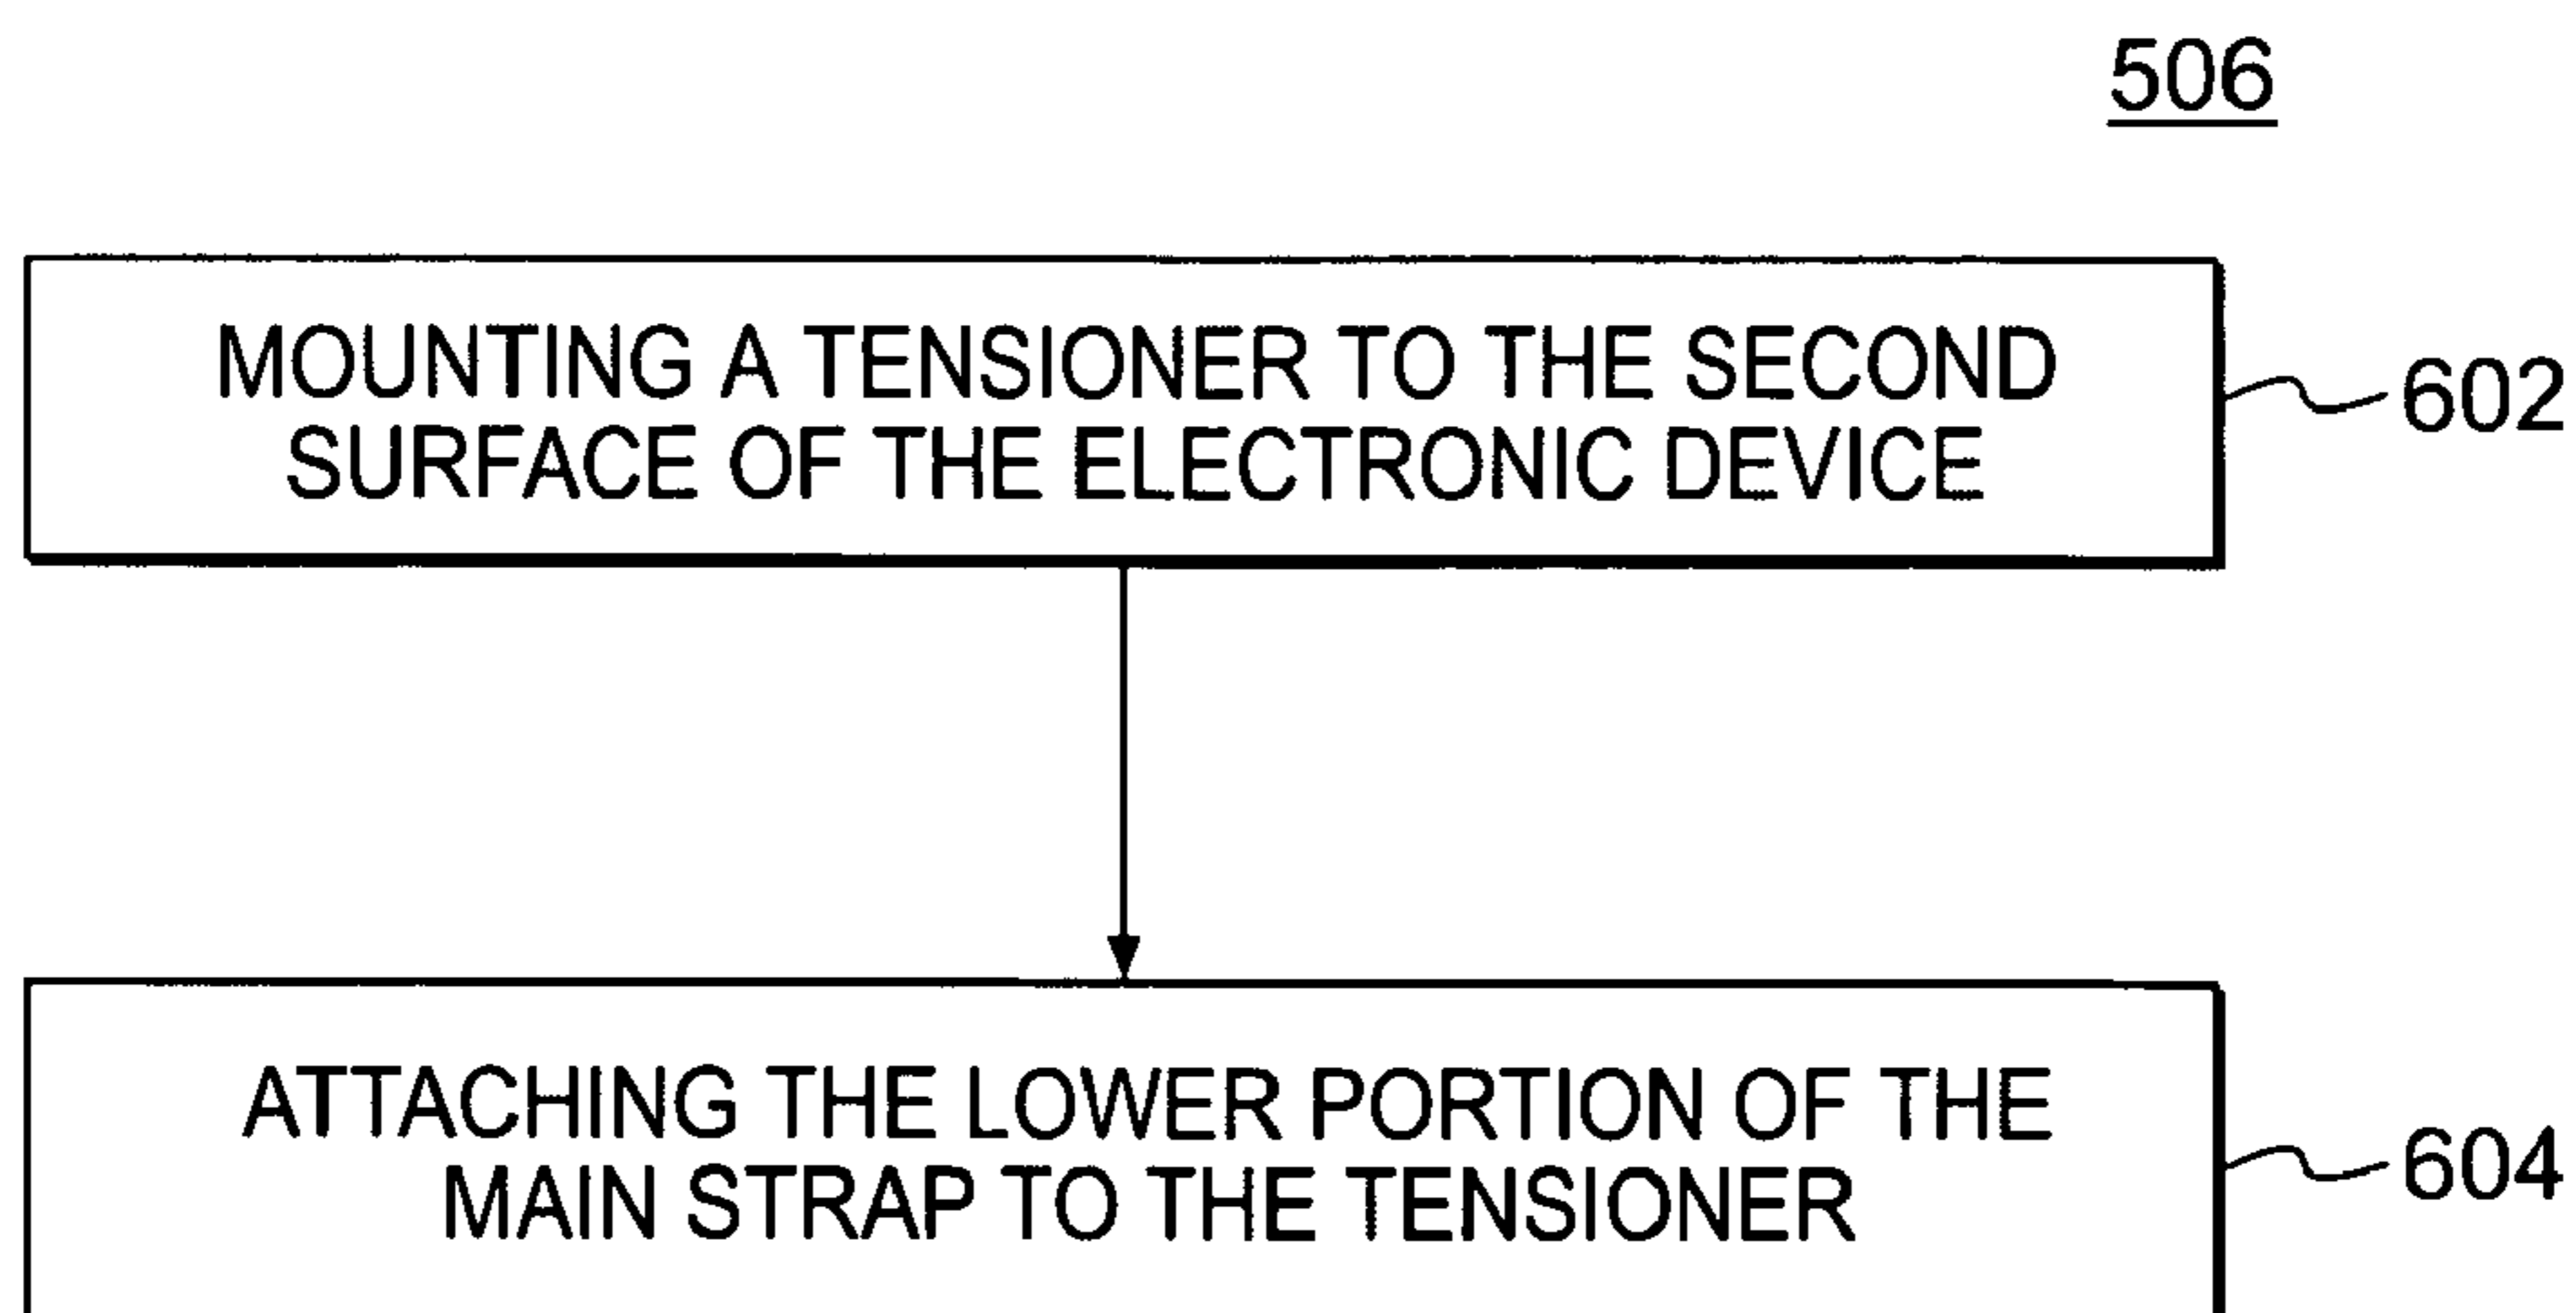 506
MOUNTING A TENSIONER TO THE SECOND
SURFACE OF THE ELECTRONIC DEVICE
602
ATTACHING THE LOWER PORTION OF THE
MAIN STRAP TO THE TENSIONER
604